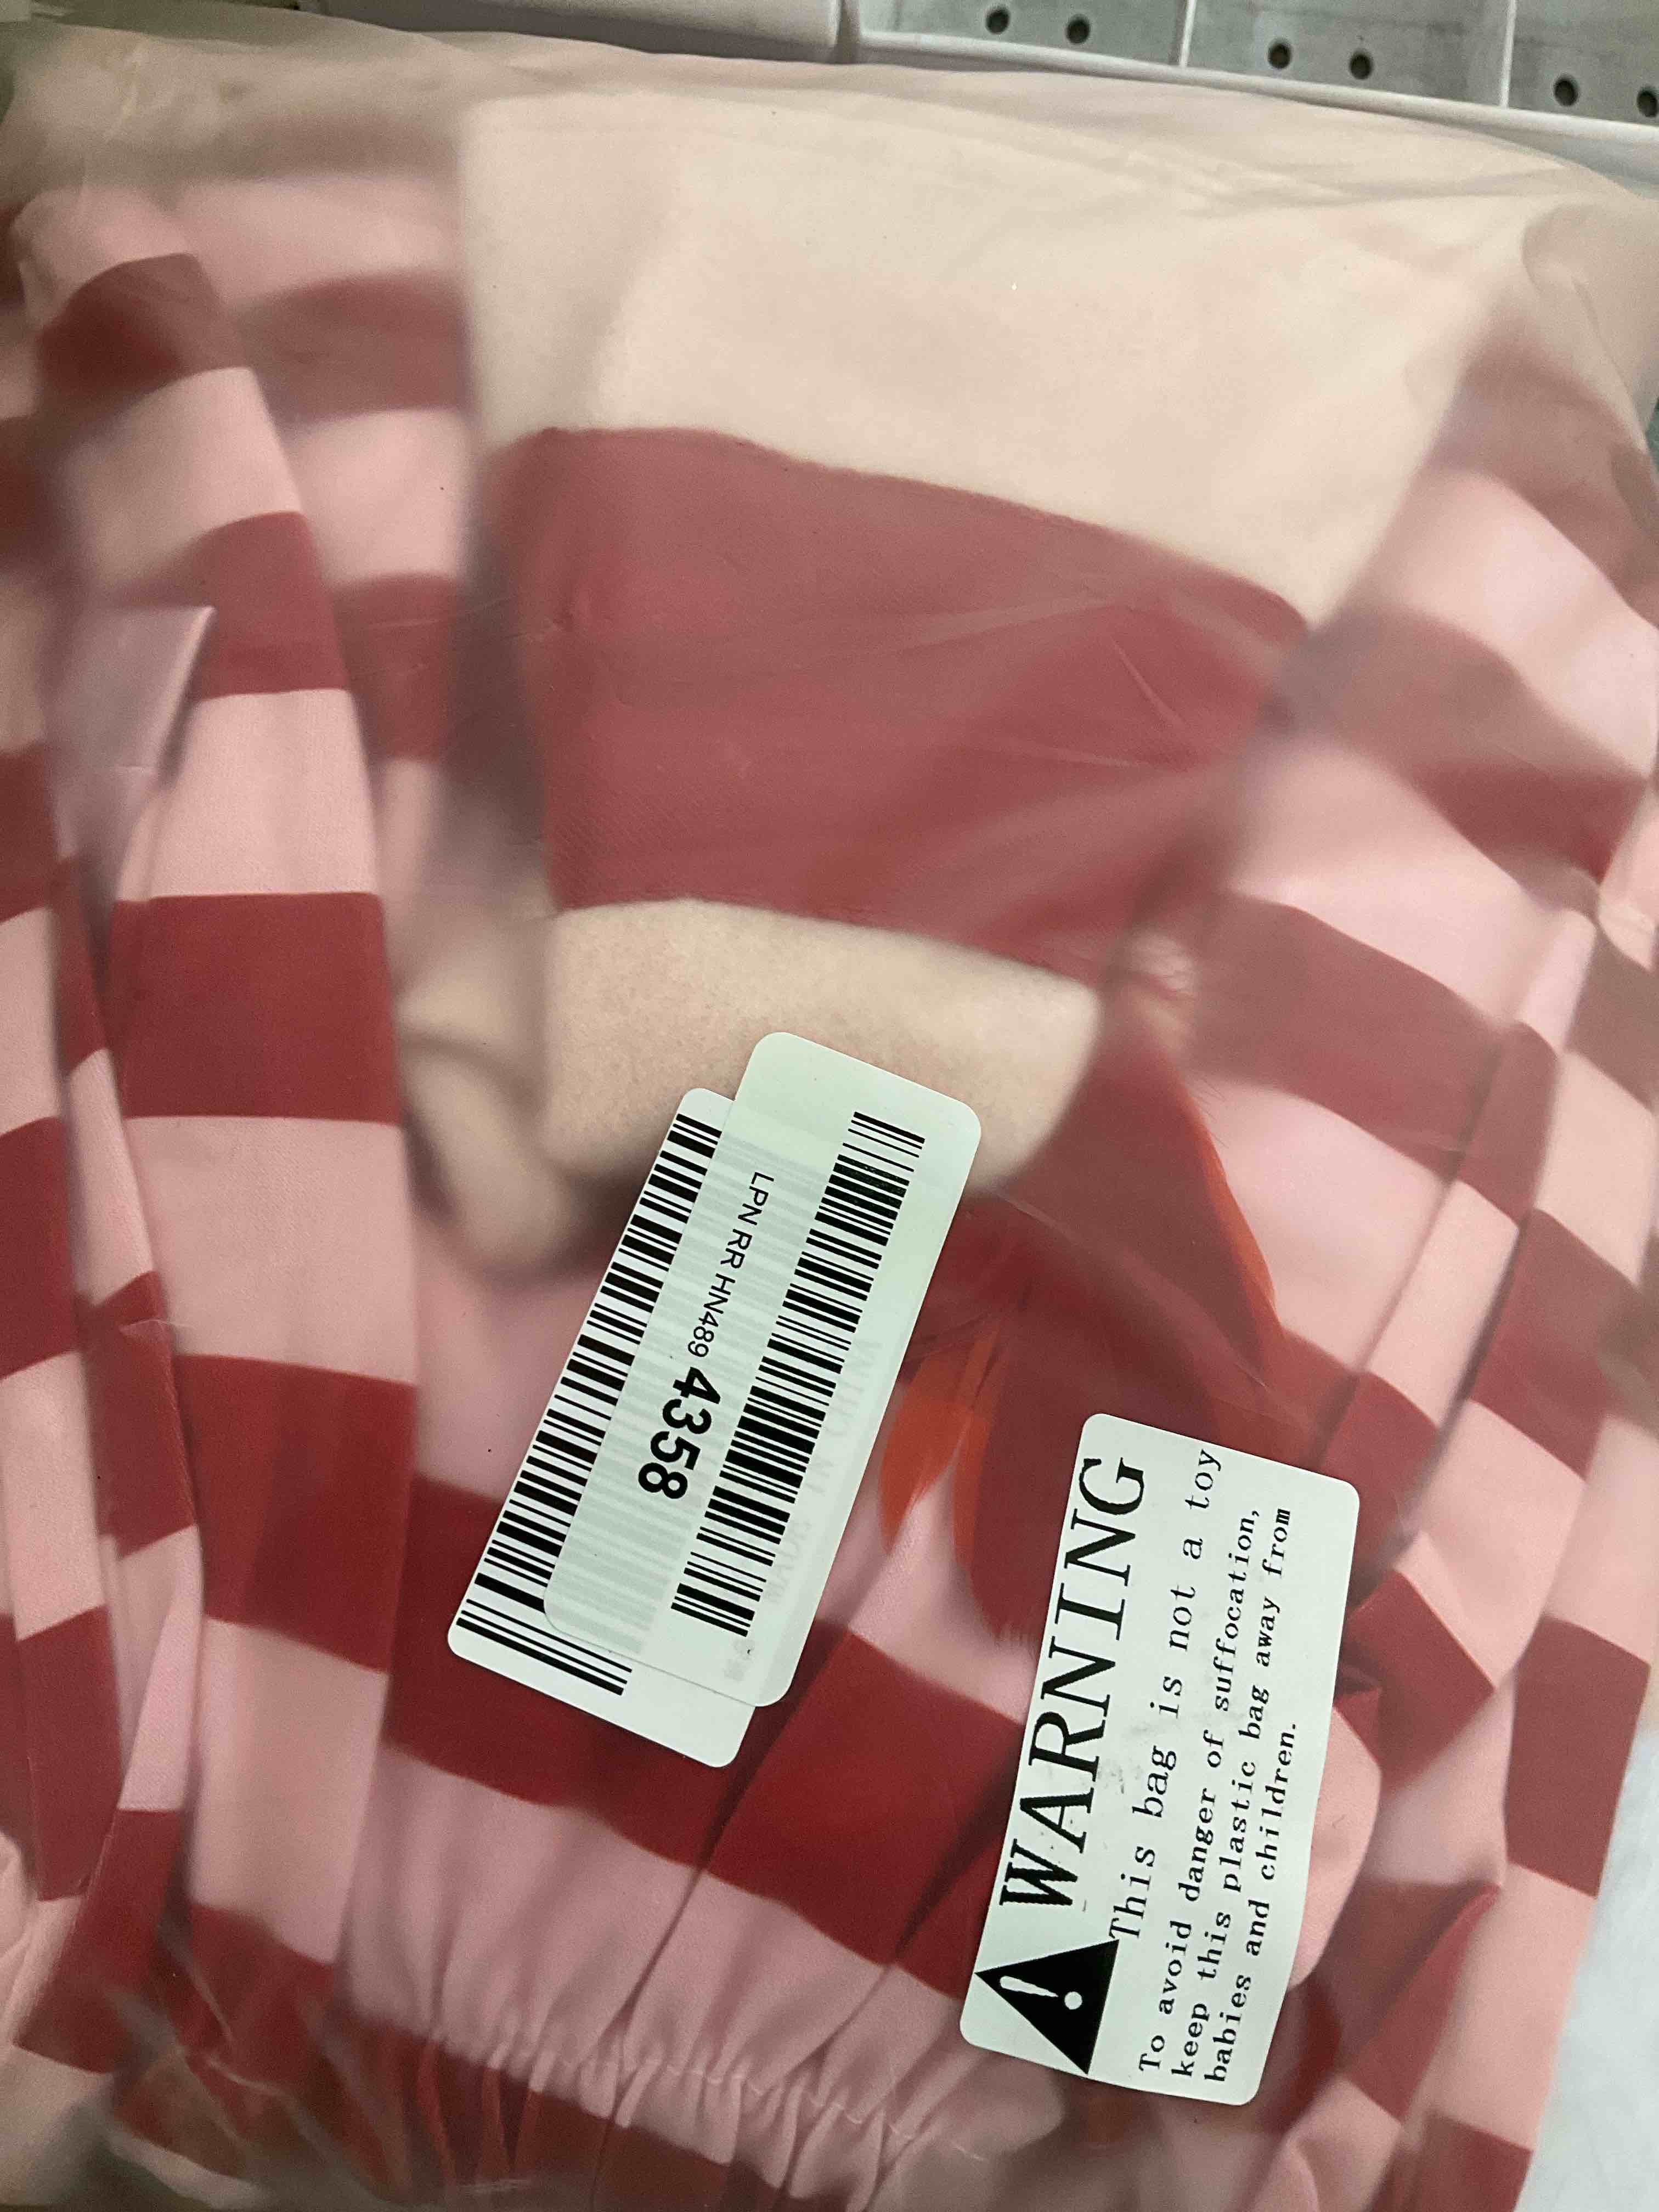 LPN RR HN489 4358
WARNING
This bag is not a toy
To avoid danger of suffocation,
keep this plastic bag away from
babies and children.